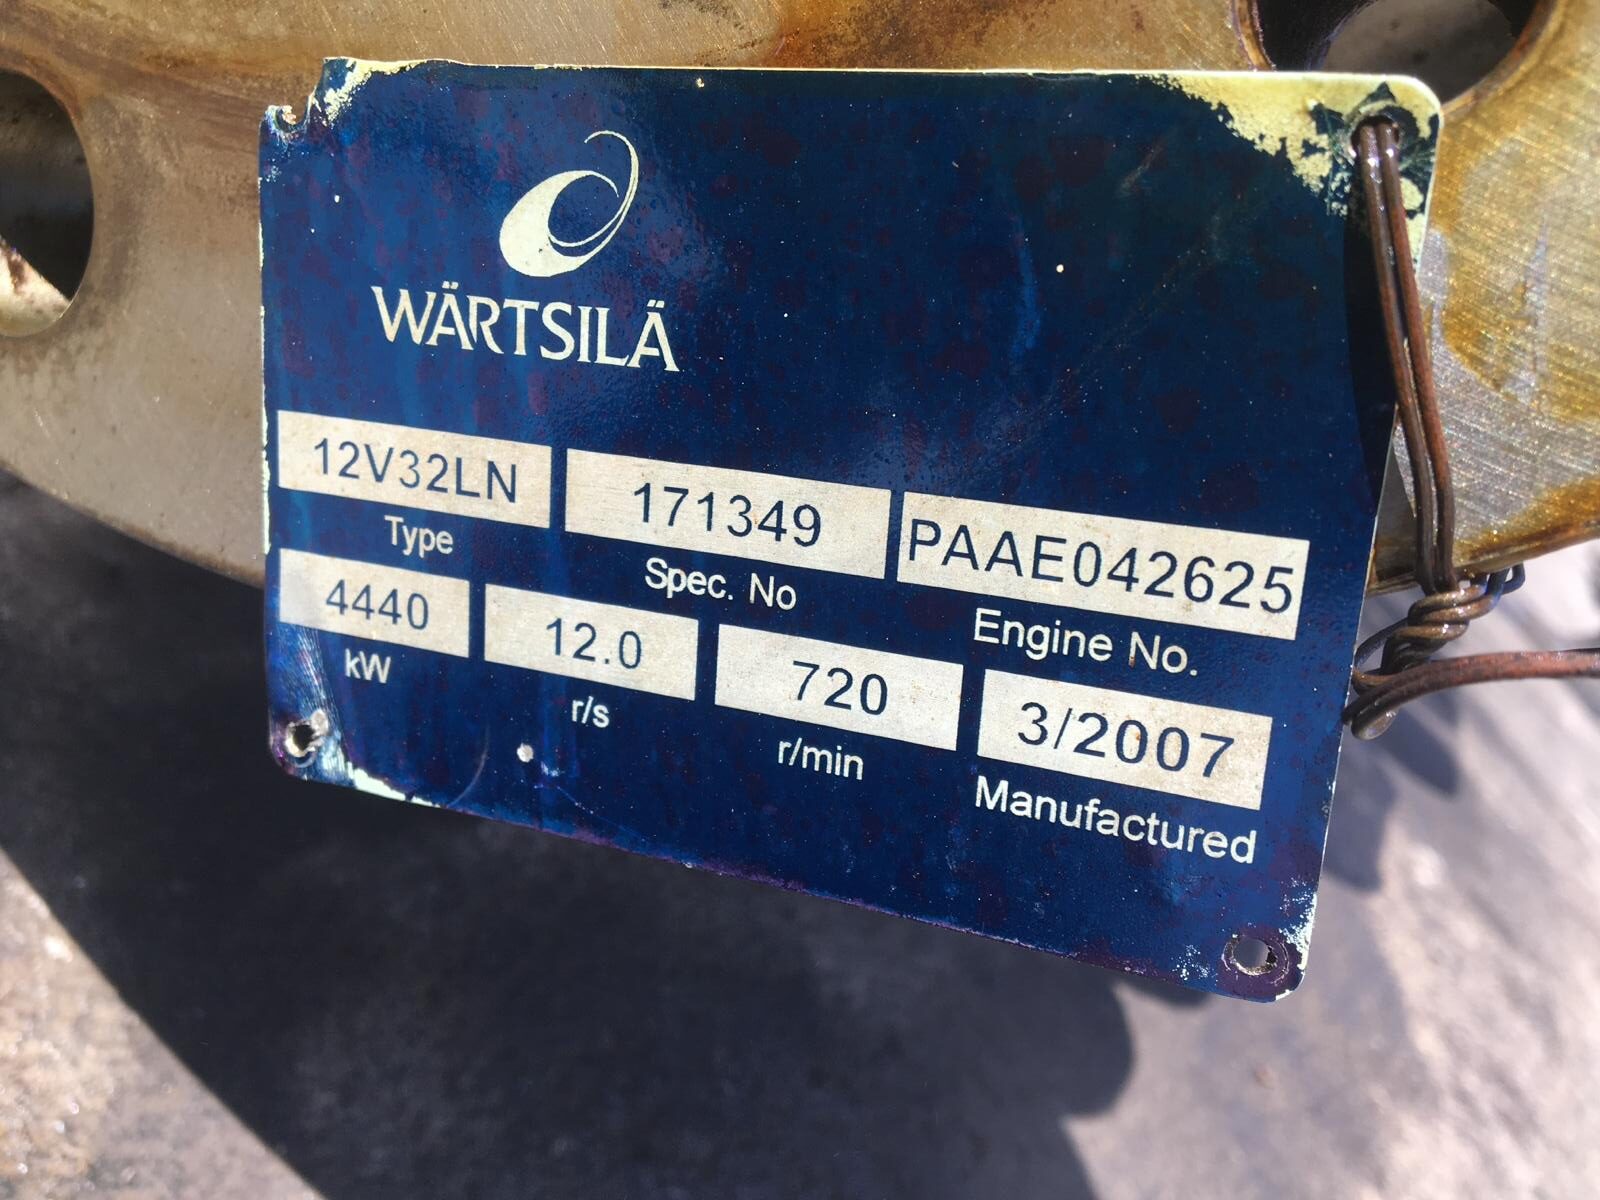 WÄRTSILÄ
12V32LN 171349 PAAE042625
Type Spec. No Engine No.
4440 12.0 720 3/2007
kW r/s r/min Manufactured